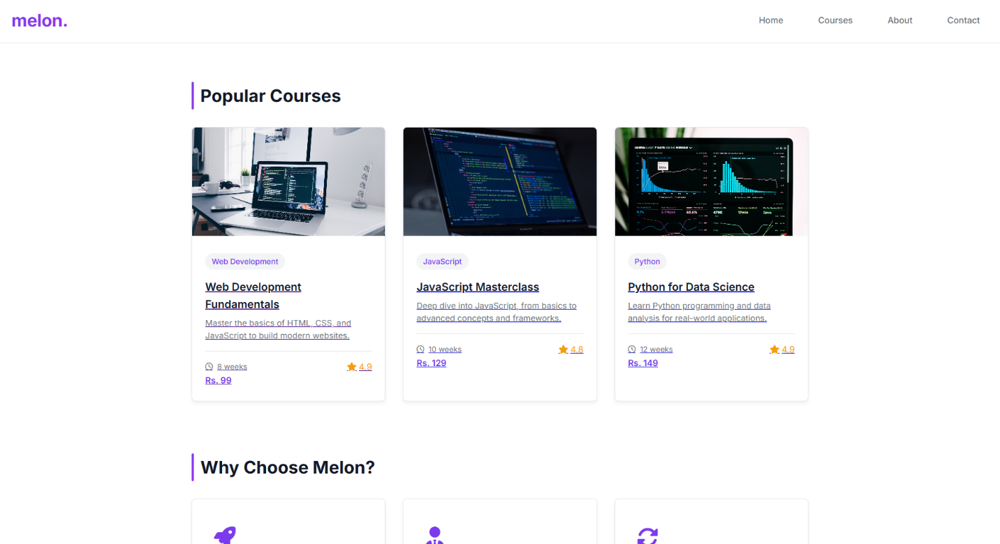 melon.
Home Courses About Contact
Popular Courses
Web Development
Web Development
Fundamentals
Master the basics of HTML, CSS, and
JavaScript to build modern websites.
8 weeks 4.9
Rs. 99
JavaScript
JavaScript Masterclass
Deep dive into JavaScript, from basics to
advanced concepts and frameworks.
10 weeks 4.8
Rs. 129
Python
Python for Data Science
Learn Python programming and data
analysis for real-world applications.
12 weeks 4.9
Rs. 149
Why Choose Melon?